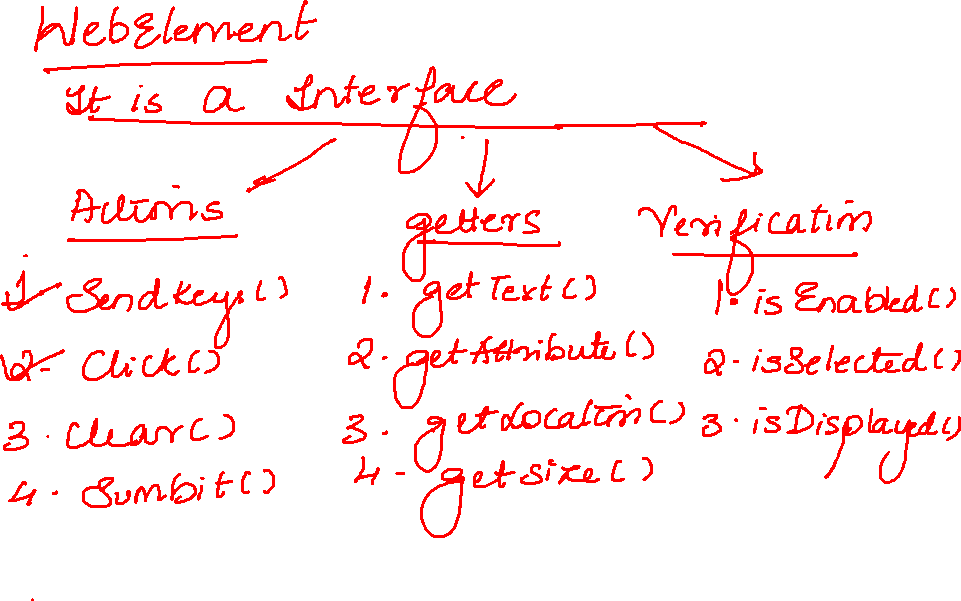 WebElement
It is a Interface
Actions
1 Sendkeys()
2- Click()
3. Clear()
4. Sumbit()
getters
1. getText()
2. getAttribute()
3. getLocation()
4- getsize()
Verification
1. isEnabled()
2-isSelected()
3. isDisplayed()